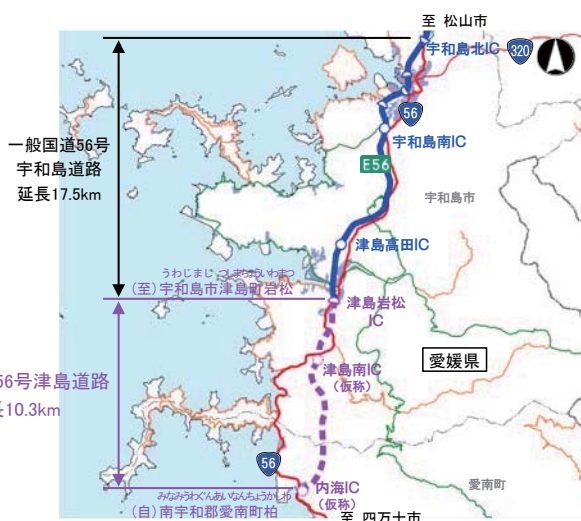 至 松山市
宇和島北IC
320
56
一般国道56号
宇和島道路
延長17.5km
宇和島南IC
E56
宇和島市
津島高田IC
うわじまし つしまちょういわまつ
(至)宇和島市津島町岩松
津島岩松
IC
56号津島道路
長10.3km
津島南IC
(仮称)
愛媛県
56
みなみうわぐんあいなんちょうかしわ
(自)南宇和郡愛南町柏
内海IC
(仮称)
愛南町
至 四万十市